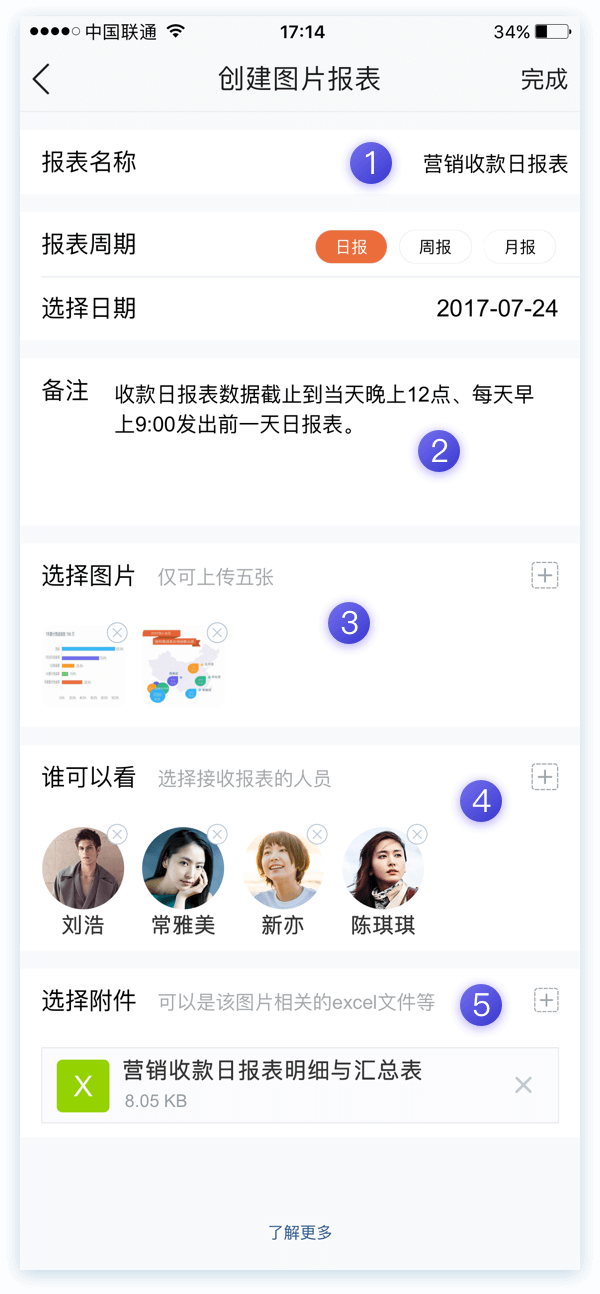 中国联通 17:14 34%
创建图片报表 完成
报表名称 1 营销收款日报表
报表周期 日报 周报 月报
选择日期 2017-07-24
备注 收款日报表数据截止到当天晚上12点、每天早
上9:00发出前一天日报表。
2
选择图片 仅可上传五张
3
谁可以看 选择接收报表的人员
4
刘浩 常雅美 新亦 陈琪琪
选择附件 可以是该图片相关的excel文件等 5
X 营销收款日报表明细与汇总表
8.05 KB
了解更多